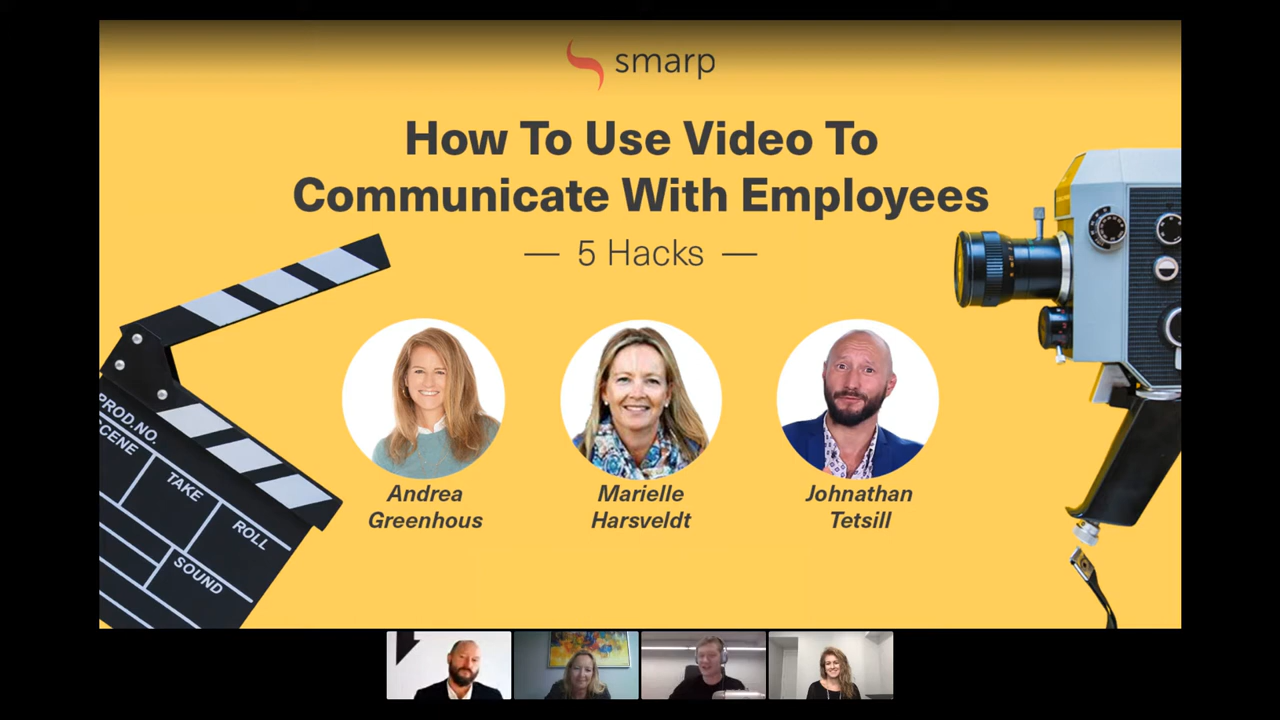 smarp
How To Use Video To
Communicate With Employees
— 5 Hacks —
PROD.NO.
SCENE
TAKE
ROLL
SOUND
Andrea
Greenhous
Marielle
Harsveldt
Johnathan
Tetsill